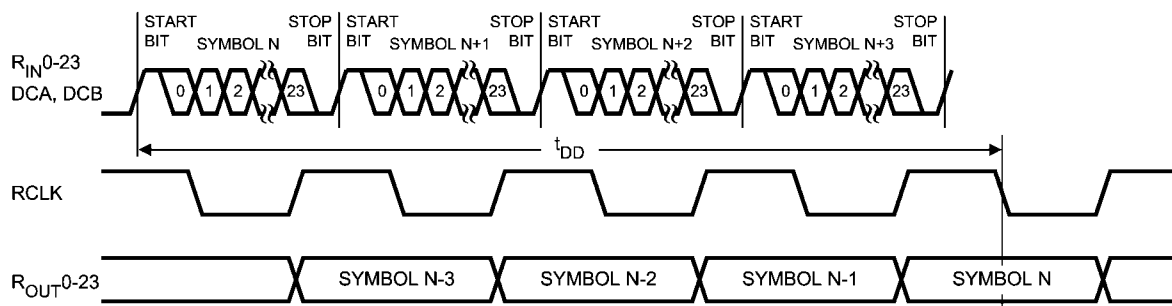 START BIT SYMBOL N STOP BIT START BIT SYMBOL N+1 STOP BIT START BIT SYMBOL N+2 STOP BIT START BIT SYMBOL N+3 STOP BIT
RIN0-23
DCA, DCB
0 1 2 23 0 1 2 23 0 1 2 23 0 1 2 23
tDD
RCLK
ROUT0-23 SYMBOL N-3 SYMBOL N-2 SYMBOL N-1 SYMBOL N